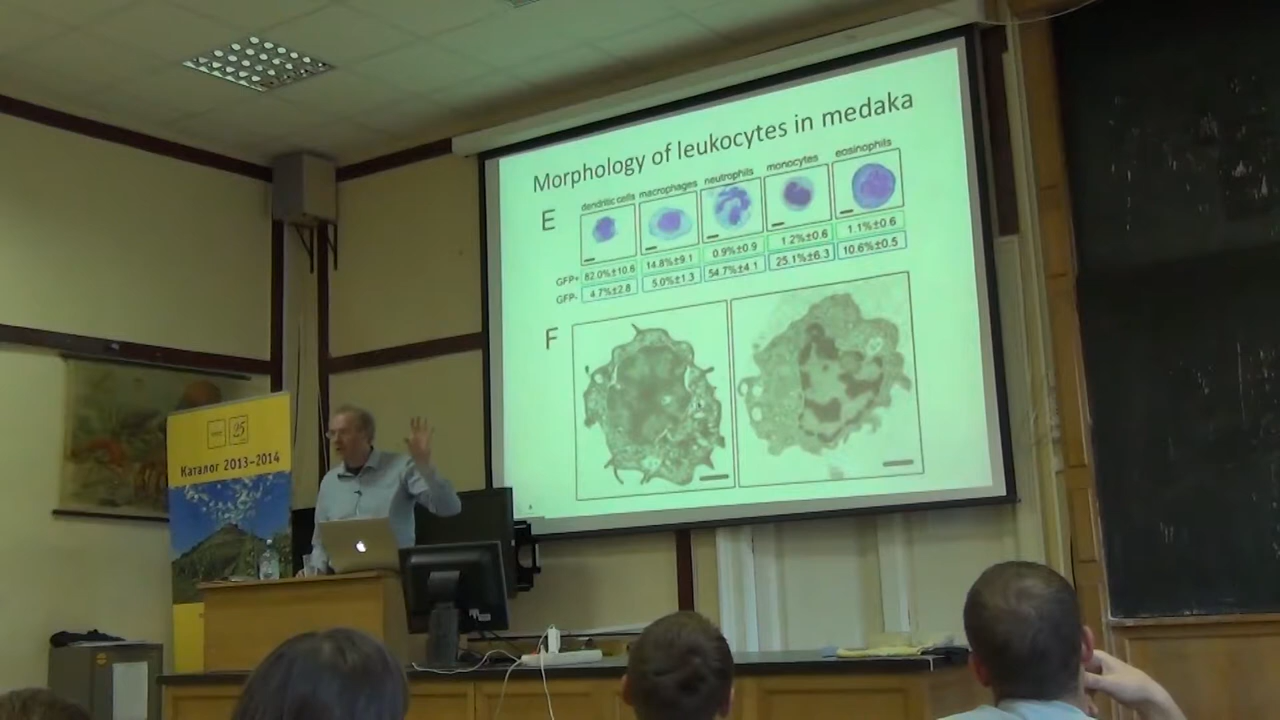 Morphology of leukocytes in medaka
E
dendritic cells macrophages neutrophils monocytes eosinophils
GFP+ 82.0%±10.6 14.8%±9.1 0.9%±0.9 1.2%±0.6 1.1%±0.6
GFP- 4.7%±2.8 5.0%±1.3 54.7%±4.1 25.1%±6.3 10.6%±0.5
F
25
Каталог 2013–2014